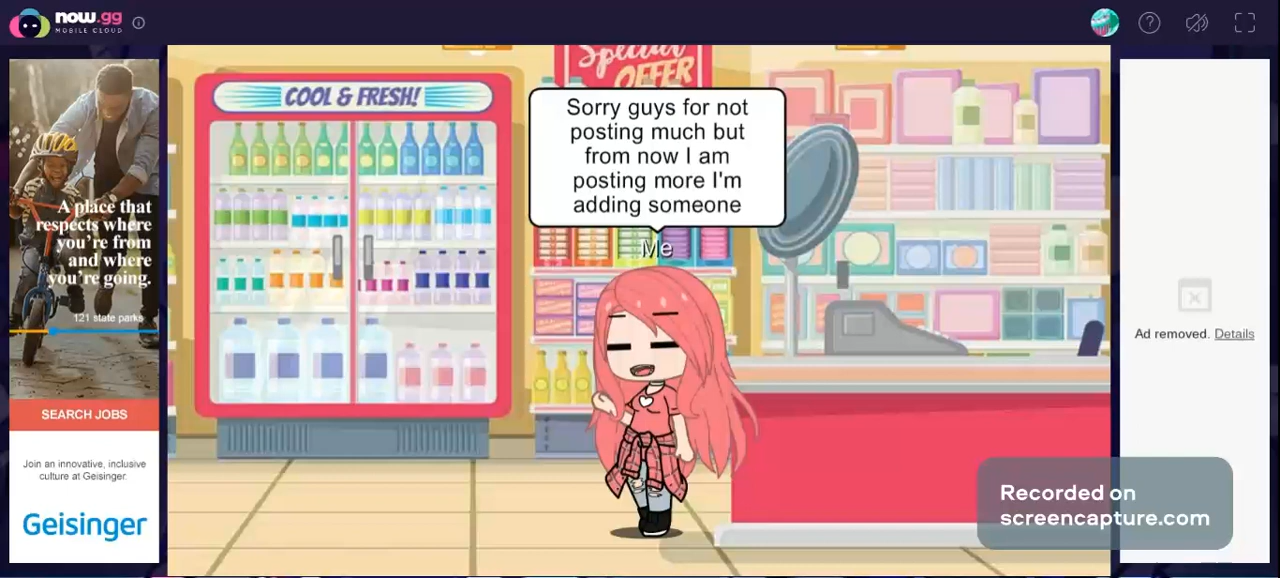 now.gg
MOBILE CLOUD
Special
OFFER
COOL & FRESH!
Sorry guys for not
posting much but
from now I am
posting more I'm
adding someone
Me
A place that
respects where
you're from
and where
you're going.
121 state parks
SEARCH JOBS
Join an innovative, inclusive
culture at Geisinger.
Geisinger
Ad removed. Details
Recorded on
screencapture.com